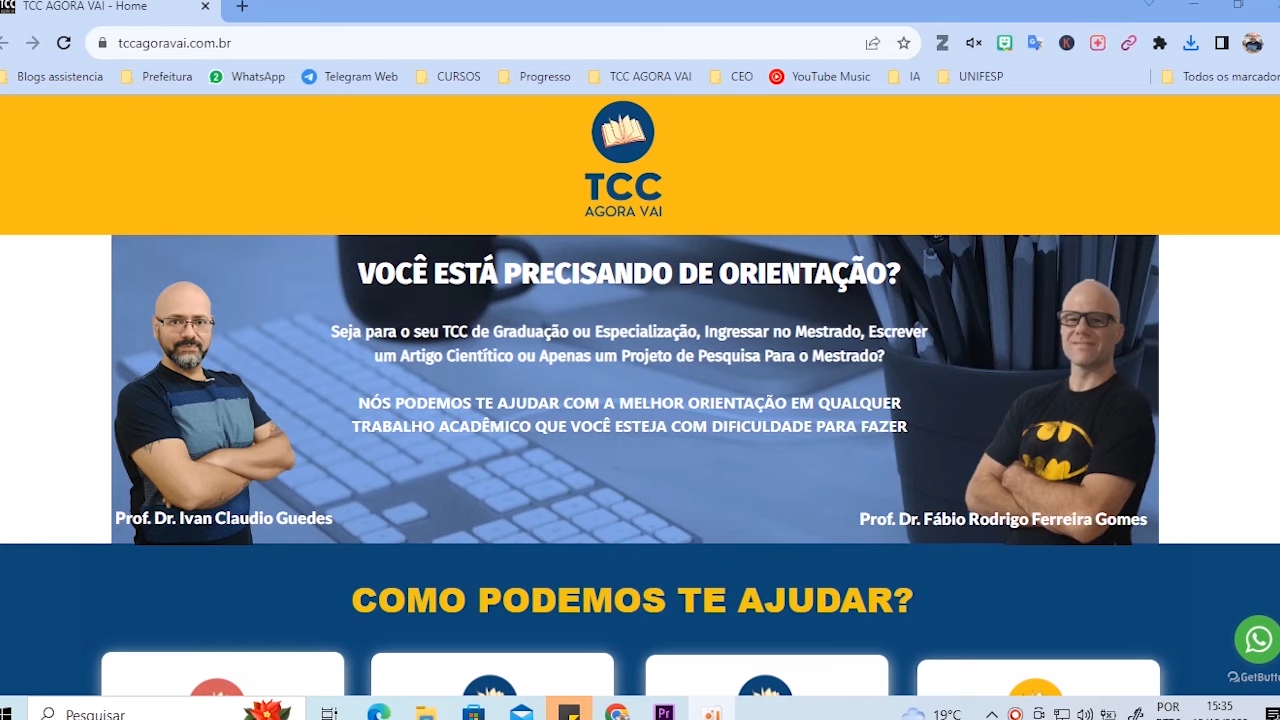 TCC
TCC AGORA VAI - Home
tccagoravai.com.br
Blogs assistencia
Prefeitura
2
WhatsApp
Telegram Web
CURSOS
Progresso
TCC AGORA VAI
CEO
YouTube Music
IA
UNIFESP
Todos os marcador
TCC
AGORA VAI
VOCÊ ESTÁ PRECISANDO DE ORIENTAÇÃO?
Seja para o seu TCC de Graduação ou Especialização, Ingressar no Mestrado, Escrever
um Artigo Científico ou Apenas um Projeto de Pesquisa Para o Mestrado?
NÓS PODEMOS TE AJUDAR COM A MELHOR ORIENTAÇÃO EM QUALQUER
TRABALHO ACADÊMICO QUE VOCÊ ESTEJA COM DIFICULDADE PARA FAZER
Prof. Dr. Ivan Claudio Guedes
Prof. Dr. Fábio Rodrigo Ferreira Gomes
COMO PODEMOS TE AJUDAR?
GetButt
Pesquisar
Pr
19°C
POR
15:35